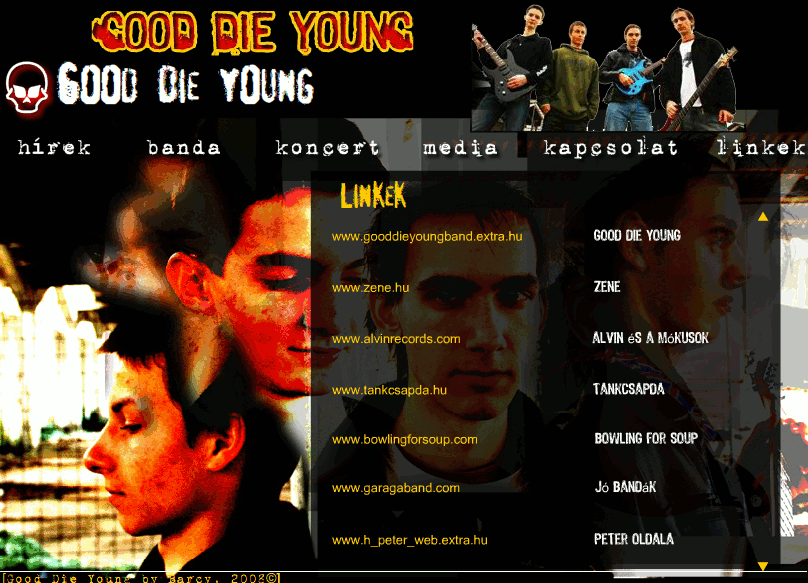 GOOD DIE YOUNG
GOOD DIE YOUNG
hírek banda koncert media kapcsolat linkek
LINKEK
www.gooddieyoungband.extra.hu GOOD DIE YOUNG
www.zene.hu ZENE
www.alvinrecords.com ALVIN éS A MóKUSOK
www.tankcsapda.hu TANKCSAPDA
www.bowlingforsoup.com BOWLING FOR SOUP
www.garagaband.com Jó BANDáK
www.h_peter_web.extra.hu PETER OLDALA
[Good Die Young by Barcy, 2008©]